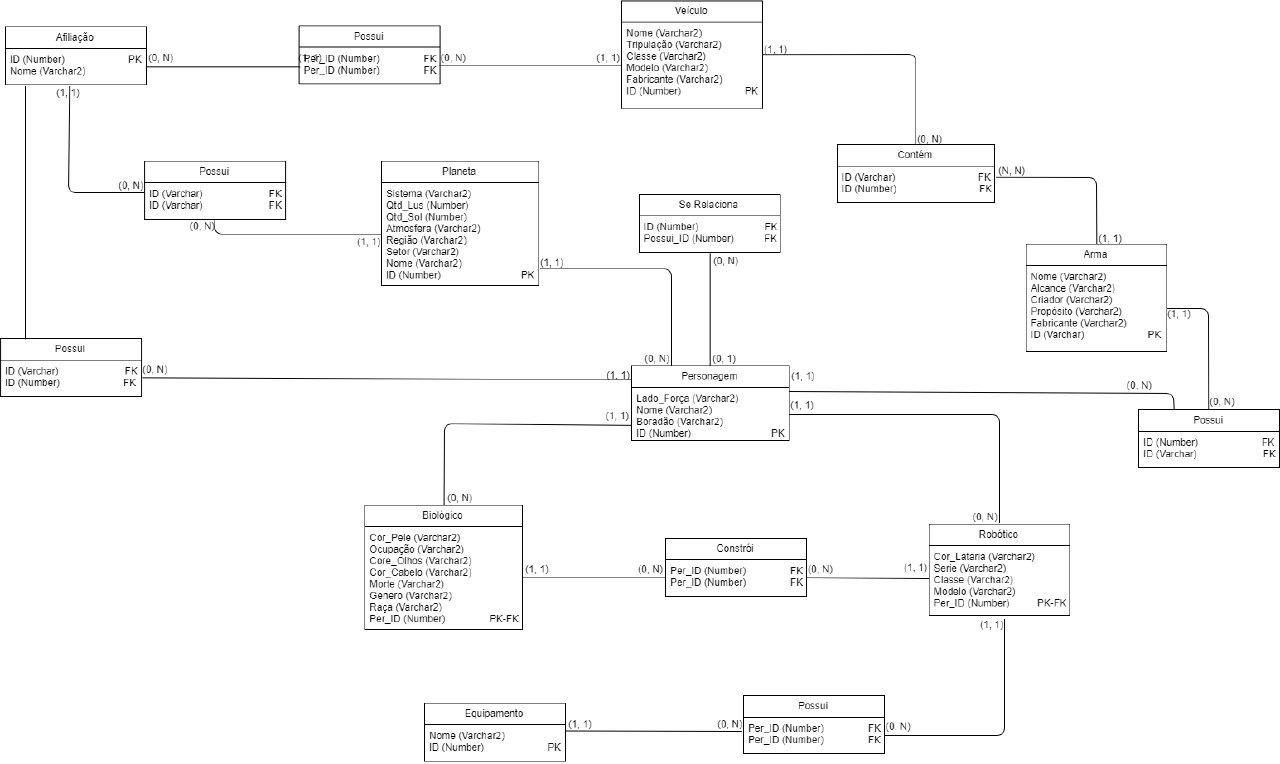 Afiliação
ID (Number) PK
Nome (Varchar2)
(0, N)
(1, 1)
Possui
Per_ID (Number) FK
Per_ID (Number) FK
(1, 1)
(0, N)
(1, 1)
Veículo
Nome (Varchar2)
Tripulação (Varchar2)
Classe (Varchar2)
Modelo (Varchar2)
Fabricante (Varchar2)
ID (Number) PK
(1, 1)
(0, N)
Contém
ID (Varchar) FK
ID (Number) FK
(N, N)
(1, 1)
Possui
ID (Varchar) FK
ID (Varchar) FK
(0, N)
(0, N)
(1, 1)
Planeta
Sistema (Varchar2)
Qtd_Lus (Number)
Qtd_Sol (Number)
Atmosfera (Varchar2)
Região (Varchar2)
Setor (Varchar2)
Nome (Varchar2)
ID (Number) PK
(1, 1)
(0, N)
Se Relaciona
ID (Number) FK
Possui_ID (Number) FK
(0, N)
(0, 1)
Arma
Nome (Varchar2)
Alcance (Varchar2)
Criador (Varchar2)
Propósito (Varchar2)
Fabricante (Varchar2)
ID (Varchar) PK
(1, 1)
(0, N)
Possui
ID (Varchar) FK
ID (Number) FK
(0, N)
(1, 1)
Personagem
Lado_Força (Varchar2)
Nome (Varchar2)
Boradão (Varchar2)
ID (Number) PK
(1, 1)
(0, N)
(1, 1)
(1, 1)
Possui
ID (Number) FK
ID (Varchar) FK
(0, N)
Biológico
Cor_Pele (Varchar2)
Ocupação (Varchar2)
Core_Olhos (Varchar2)
Cor_Cabelo (Varchar2)
Morte (Varchar2)
Genero (Varchar2)
Raça (Varchar2)
Per_ID (Number) PK-FK
(1, 1)
(0, N)
Constrói
Per_ID (Number) FK
Per_ID (Number) FK
(0, N)
(1, 1)
(0, N)
Robótico
Cor_Lataria (Varchar2)
Serie (Varchar2)
Classe (Varchar2)
Modelo (Varchar2)
Per_ID (Number) PK-FK
(1, 1)
Equipamento
Nome (Varchar2)
ID (Number) PK
(1, 1)
(0, N)
Possui
Per_ID (Number) FK
Per_ID (Number) FK
(0, N)